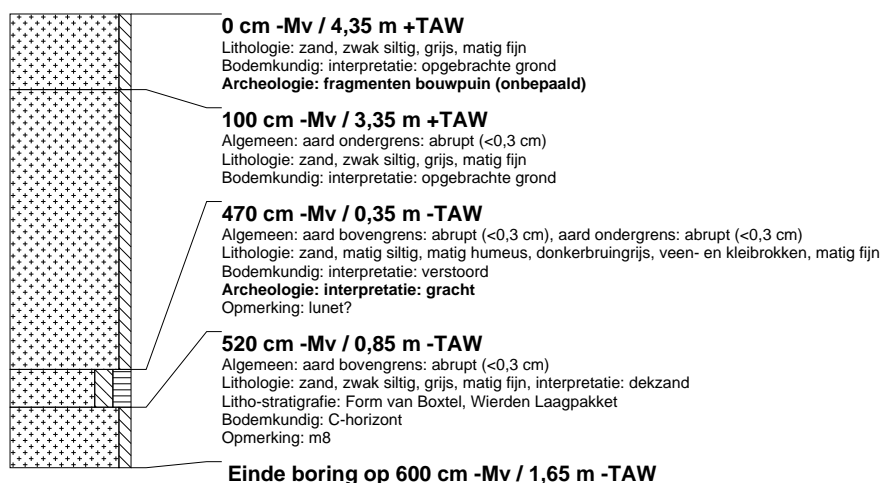 0 cm -Mv / 4,35 m +TAW
Lithologie: zand, zwak siltig, grijs, matig fijn
Bodemkundig: interpretatie: opgebrachte grond
Archeologie: fragmenten bouwpuin (onbepaald)
100 cm -Mv / 3,35 m +TAW
Algemeen: aard ondergrens: abrupt (<0,3 cm)
Lithologie: zand, zwak siltig, grijs, matig fijn
Bodemkundig: interpretatie: opgebrachte grond
470 cm -Mv / 0,35 m -TAW
Algemeen: aard bovengrens: abrupt (<0,3 cm), aard ondergrens: abrupt (<0,3 cm)
Lithologie: zand, matig siltig, matig humeus, donkerbruingrijs, veen- en kleibrokken, matig fijn
Bodemkundig: interpretatie: verstoord
Archeologie: interpretatie: gracht
Opmerking: lunet?
520 cm -Mv / 0,85 m -TAW
Algemeen: aard bovengrens: abrupt (<0,3 cm)
Lithologie: zand, zwak siltig, grijs, matig fijn, interpretatie: dekzand
Litho-stratigrafie: Form van Boxtel, Wierden Laagpakket
Bodemkundig: C-horizont
Opmerking: m8
Einde boring op 600 cm -Mv / 1,65 m -TAW